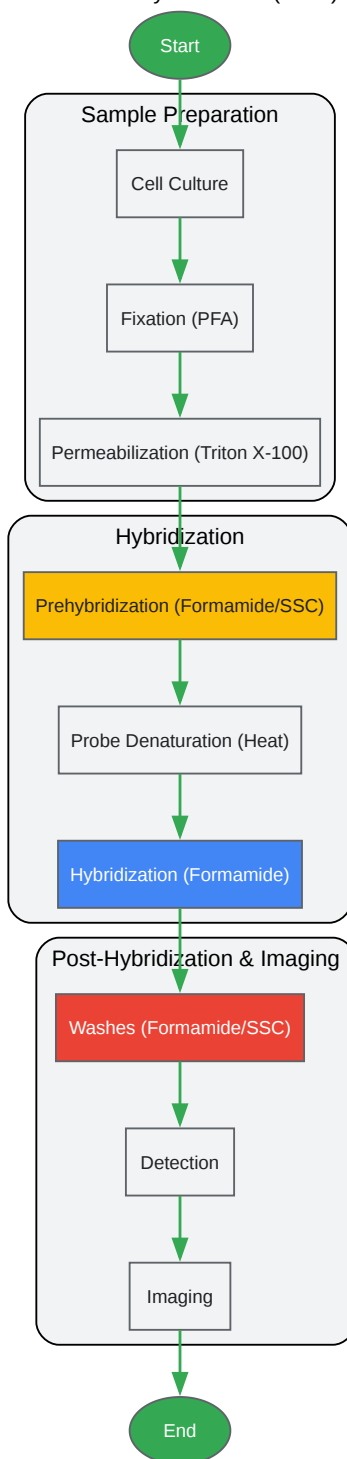 Start
Sample Preparation
Cell Culture
Fixation (PFA)
Permeabilization (Triton X-100)
Hybridization
Prehybridization (Formamide/SSC)
Probe Denaturation (Heat)
Hybridization (Formamide)
Post-Hybridization & Imaging
Washes (Formamide/SSC)
Detection
Imaging
End